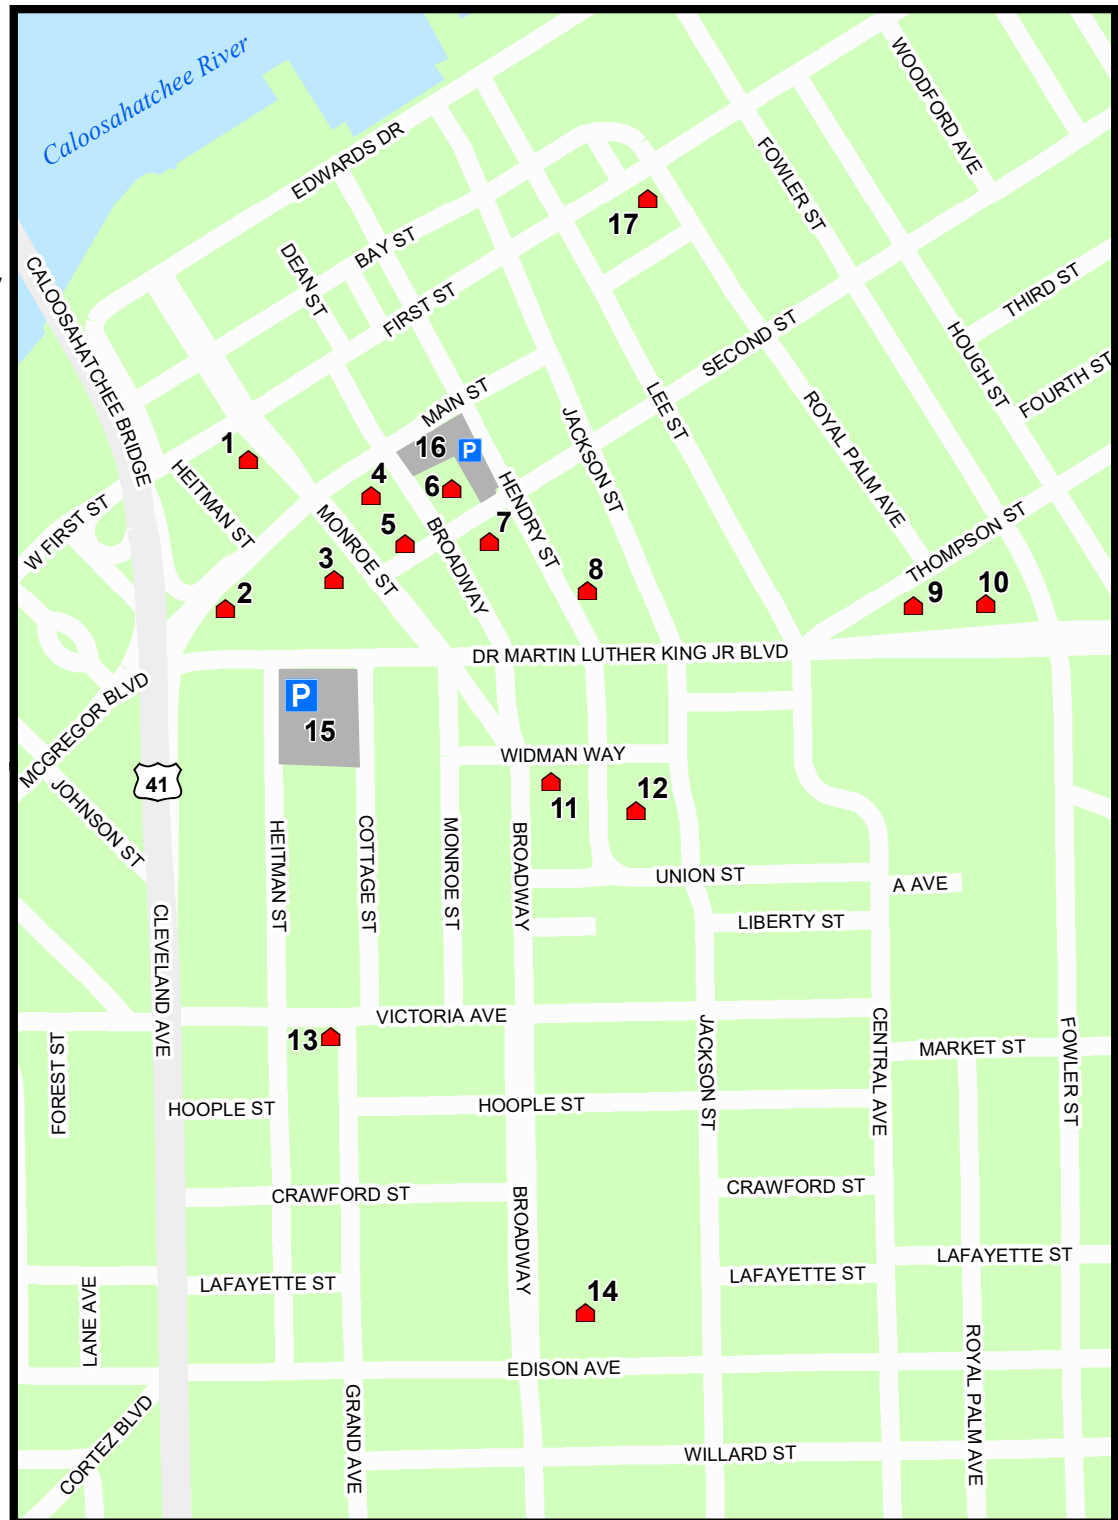 Caloosahatchee River
WOODFORD AVE
EDWARDS DR
FOWLER ST
17
BAY ST
DEAN ST
CALOOSAHATCHEE BRIDGE
THIRD ST
FIRST ST
SECOND ST
HOUGH ST
FOURTH ST
MAIN ST
LEE ST
JACKSON ST
ROYAL PALM AVE
1
16
P
HEITMAN ST
4
6
HENDRY ST
W FIRST ST
MONROE ST
5
BROADWAY
7
THOMPSON ST
3
8
2
9
10
DR MARTIN LUTHER KING JR BLVD
MCGREGOR BLVD
P
15
WIDMAN WAY
41
JOHNSON ST
11
12
HEITMAN ST
COTTAGE ST
MONROE ST
BROADWAY
UNION ST
A AVE
CLEVELAND AVE
LIBERTY ST
VICTORIA AVE
13
FOREST ST
JACKSON ST
CENTRAL AVE
MARKET ST
FOWLER ST
HOOPLE ST
HOOPLE ST
CRAWFORD ST
BROADWAY
CRAWFORD ST
LAFAYETTE ST
LANE AVE
LAFAYETTE ST
LAFAYETTE ST
14
ROYAL PALM AVE
EDISON AVE
CORTEZ BLVD
GRAND AVE
WILLARD ST